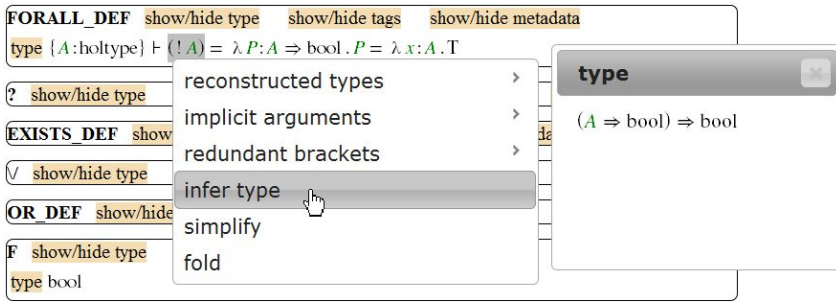 FORALL_DEF show/hide type show/hide tags show/hide metadata
type {A:holtype} ⊢ (! A) = λ P:A ⇒ bool . P = λ x:A . T
? show/hide type
EXISTS_DEF show
\/ show/hide type
OR_DEF show/hide
F show/hide type
type bool
reconstructed types
implicit arguments
redundant brackets
infer type
simplify
fold
type
(A ⇒ bool) ⇒ bool